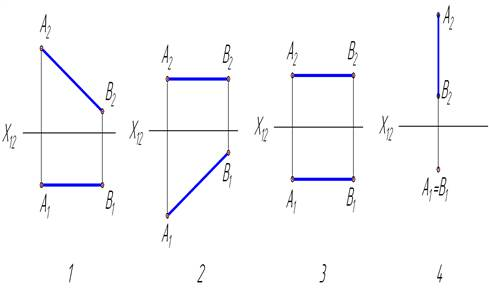 A₂
B₂
X₁₂
A₁
B₁
1
A₂ B₂
X₁₂
B₁
A₁
2
A₂ B₂
X₁₂
A₁ B₁
3
A₂
B₂
X₁₂
A₁=B₁
4